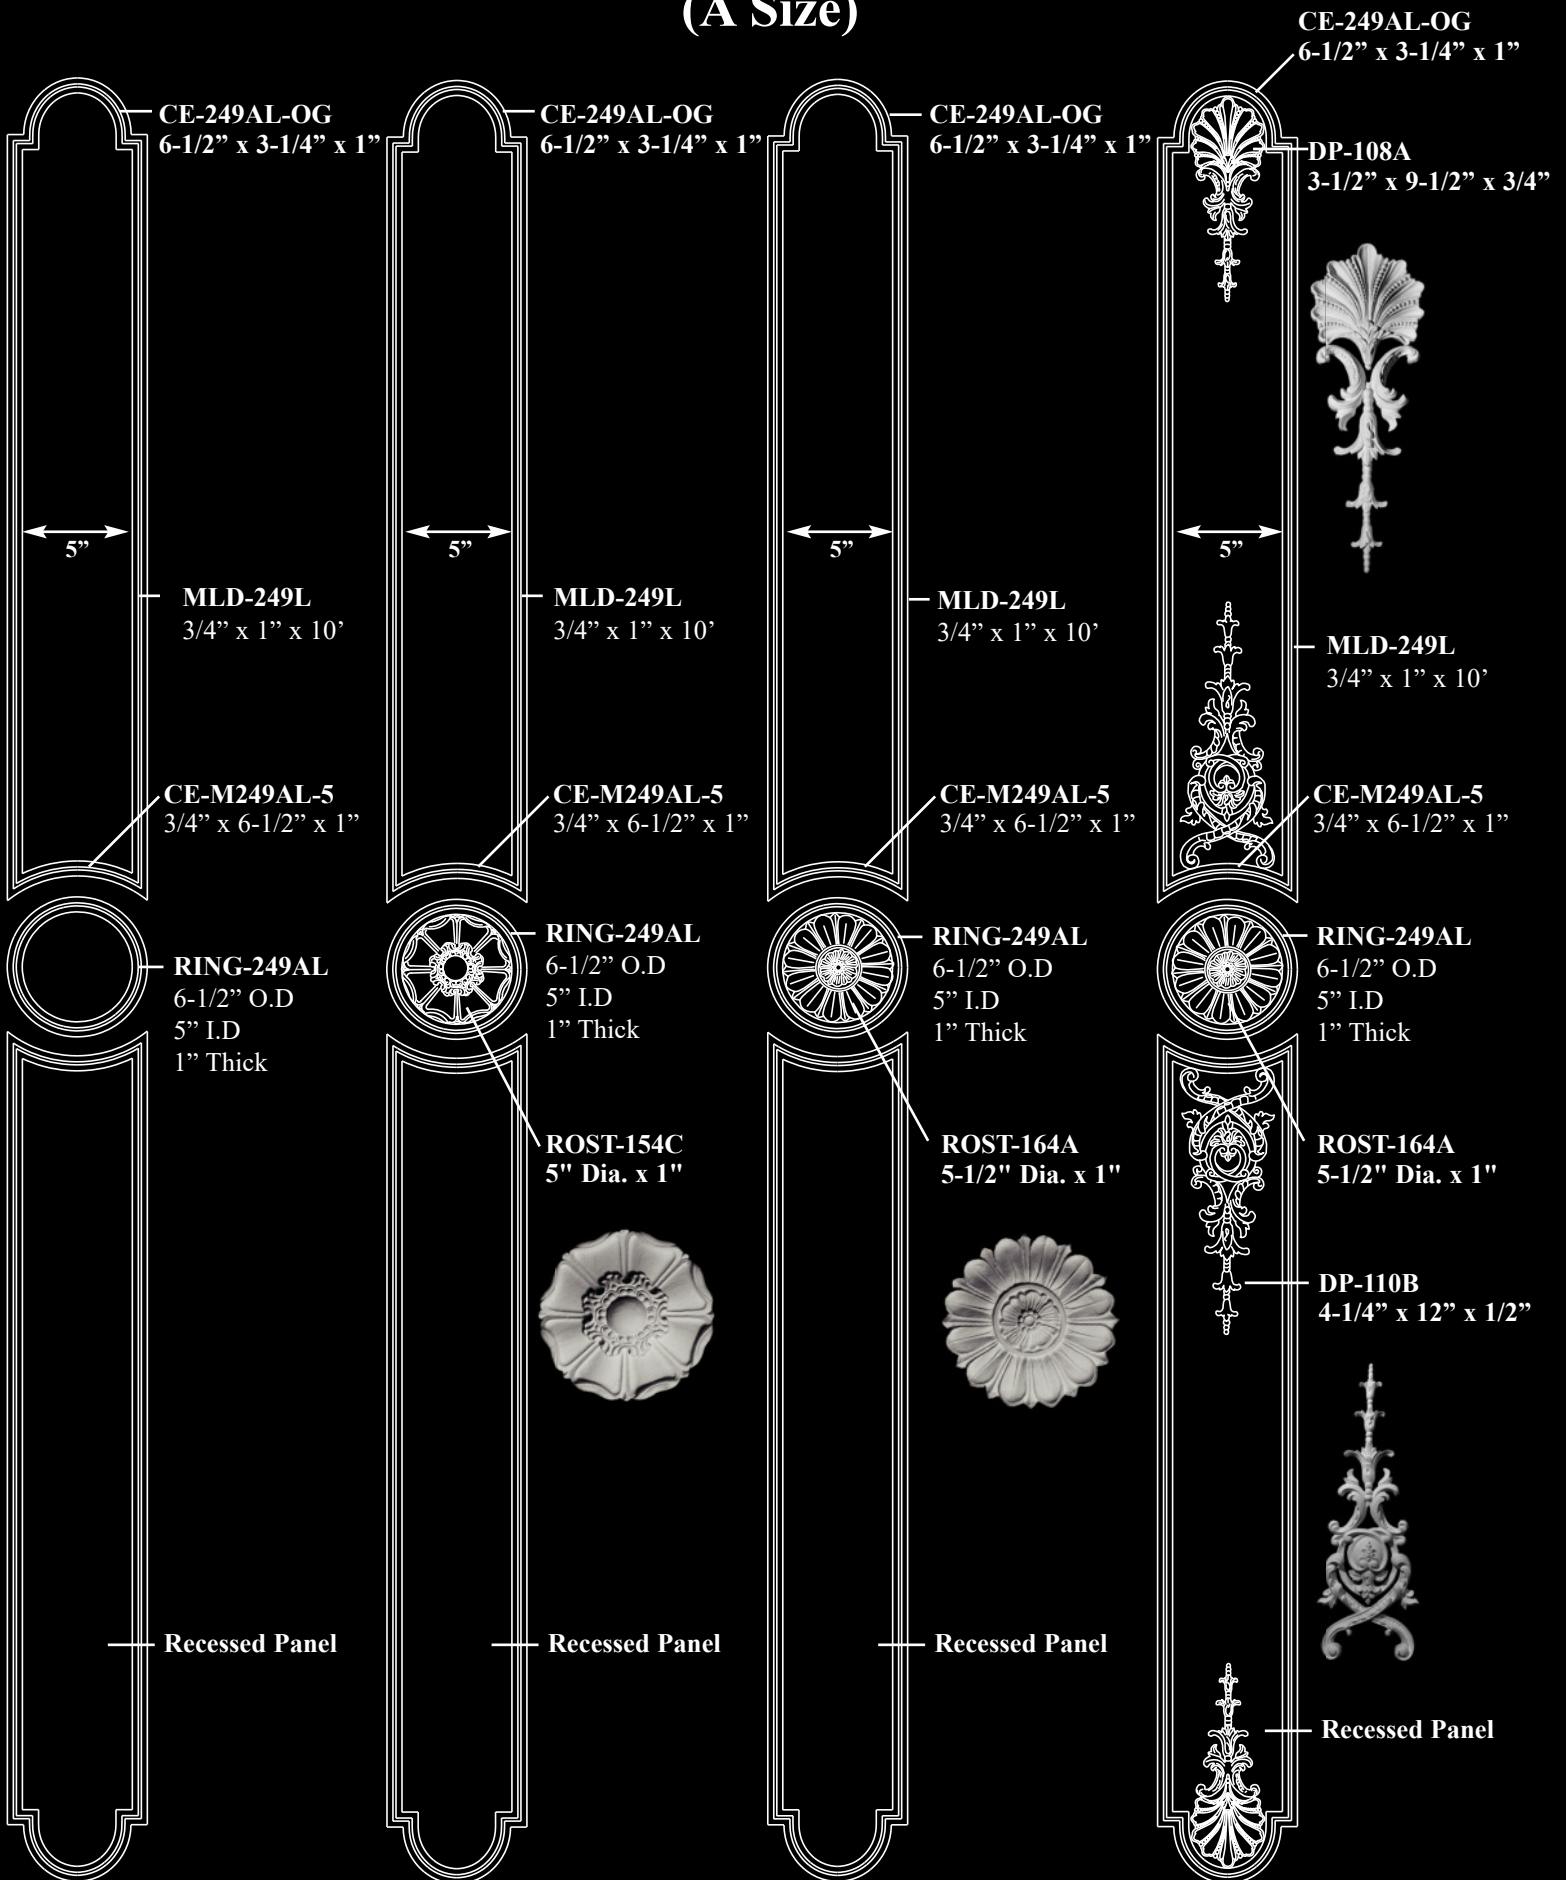 (A Size)
CE-249AL-OG
6-1/2” x 3-1/4” x 1”
5”
MLD-249L
3/4” x 1” x 10’
CE-M249AL-5
3/4” x 6-1/2” x 1”
RING-249AL
6-1/2” O.D
5” I.D
1” Thick
Recessed Panel
CE-249AL-OG
6-1/2” x 3-1/4” x 1”
5”
MLD-249L
3/4” x 1” x 10’
CE-M249AL-5
3/4” x 6-1/2” x 1”
RING-249AL
6-1/2” O.D
5” I.D
1” Thick
ROST-154C
5" Dia. x 1"
Recessed Panel
CE-249AL-OG
6-1/2” x 3-1/4” x 1”
5”
MLD-249L
3/4” x 1” x 10’
CE-M249AL-5
3/4” x 6-1/2” x 1”
RING-249AL
6-1/2” O.D
5” I.D
1” Thick
ROST-164A
5-1/2" Dia. x 1"
Recessed Panel
CE-249AL-OG
6-1/2” x 3-1/4” x 1”
DP-108A
3-1/2” x 9-1/2” x 3/4”
5”
MLD-249L
3/4” x 1” x 10’
CE-M249AL-5
3/4” x 6-1/2” x 1”
RING-249AL
6-1/2” O.D
5” I.D
1” Thick
ROST-164A
5-1/2" Dia. x 1"
DP-110B
4-1/4” x 12” x 1/2”
Recessed Panel